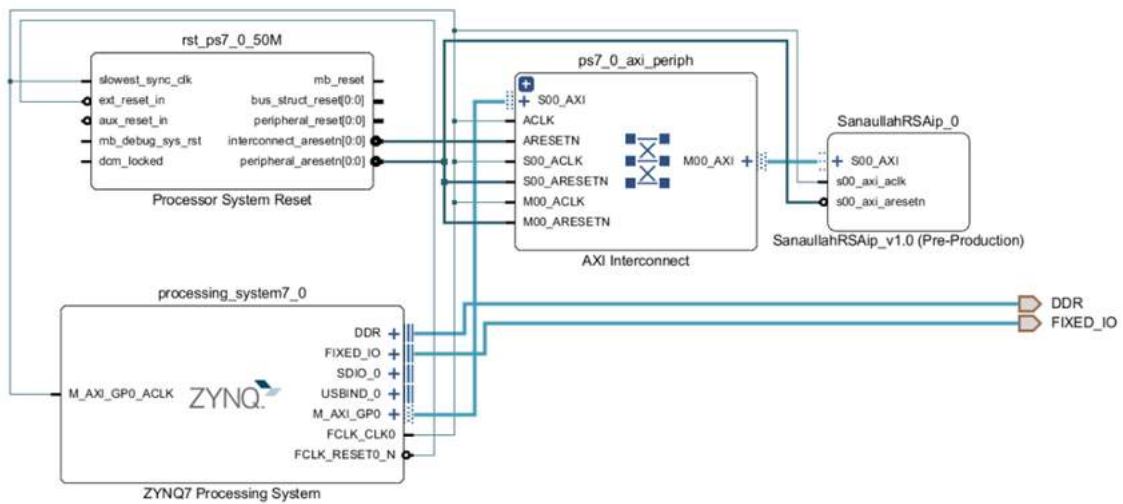 rst_ps7_0_50M
slowest_sync_clk
ext_reset_in
aux_reset_in
mb_debug_sys_rst
dcm_locked
mb_reset
bus_struct_reset[0:0]
peripheral_reset[0:0]
interconnect_aresetn[0:0]
peripheral_aresetn[0:0]
Processor System Reset
ps7_0_axi_periph
S00_AXI
ACLK
ARESETN
S00_ACLK
S00_ARESETN
M00_ACLK
M00_ARESETN
M00_AXI
AXI Interconnect
SanaullahRSAip_0
S00_AXI
s00_axi_aclk
s00_axi_aresetn
SanaullahRSAip_v1.0 (Pre-Production)
processing_system7_0
M_AXI_GP0_ACLK
ZYNQ
DDR
FIXED_IO
SDIO_0
USBIND_0
M_AXI_GP0
FCLK_CLK0
FCLK_RESET0_N
ZYNQ7 Processing System
DDR
FIXED_IO